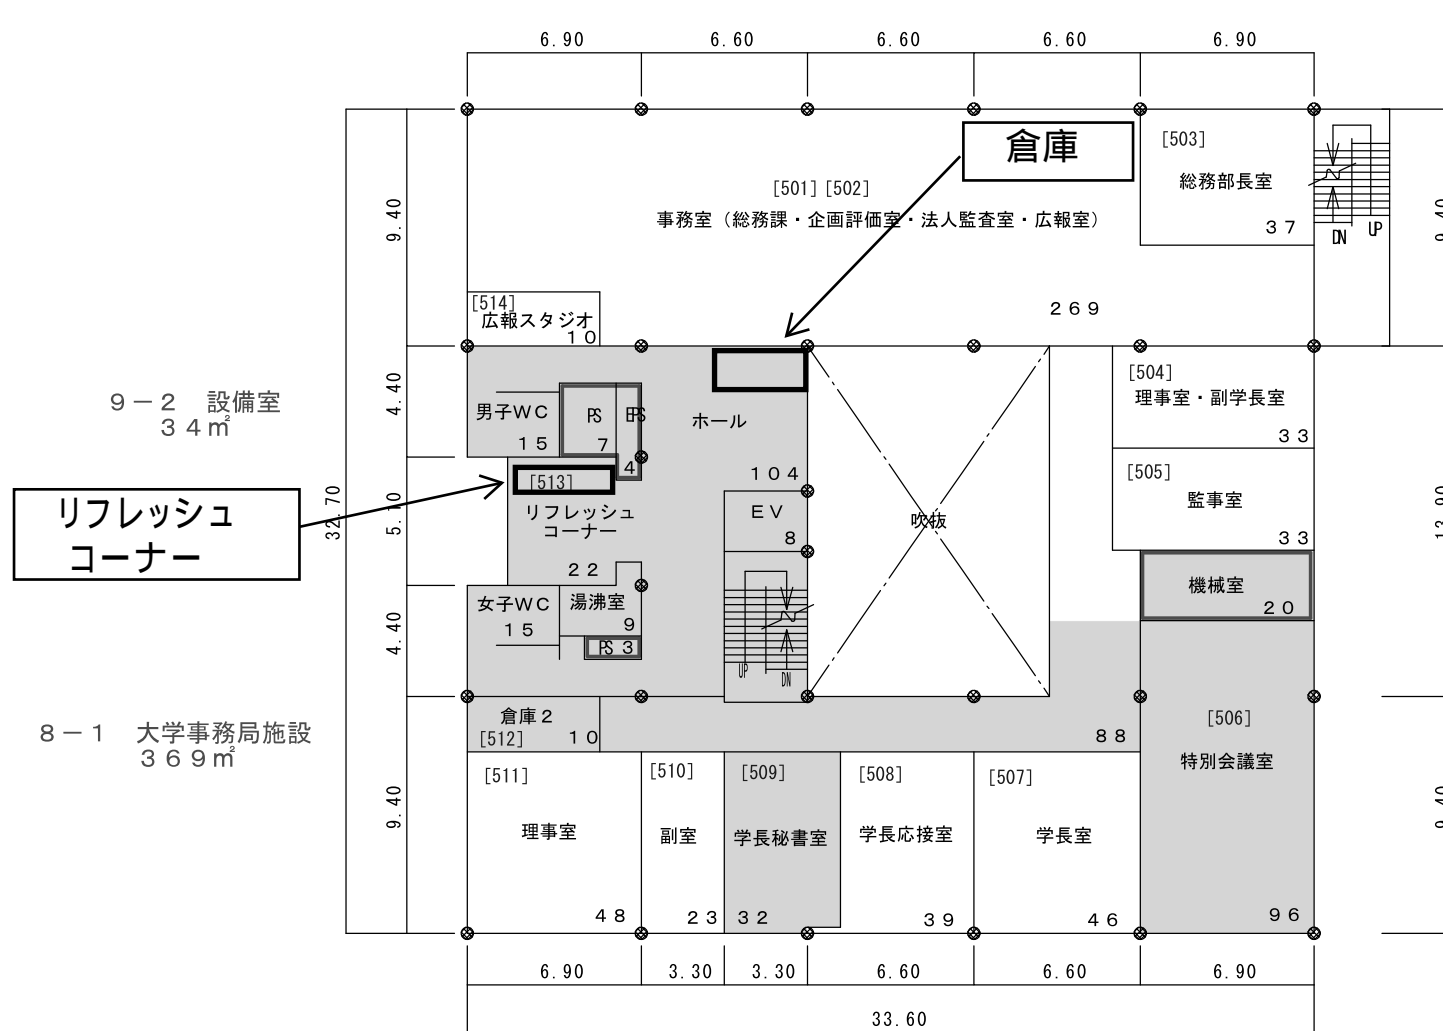 6.90 6.60 6.60 6.60 6.90
倉庫
[503]
総務部長室
37
DN UP
[501][502]
事務室（総務課・企画評価室・法人監査室・広報室）
269
9.40
9.40
[514]
広報スタジオ
10
9－2 設備室
34㎡
4.40
男子WC
15
PS
7
EPS
4
ホール
104
[504]
理事室・副学長室
33
[505]
監事室
33
13.90
リフレッシュ
コーナー
32.70
5.10
[513]
リフレッシュ
コーナー
22
EV
8
吹抜
機械室
20
4.40
女子WC
15
湯沸室
9
PS 3
UP DN
8－1 大学事務局施設
369㎡
倉庫2
[512] 10
88
[506]
特別会議室
96
9.40
9.40
[511]
理事室
48
[510]
副室
23
[509]
学長秘書室
32
[508]
学長応接室
39
[507]
学長室
46
6.90 3.30 3.30 6.60 6.60 6.90
33.60